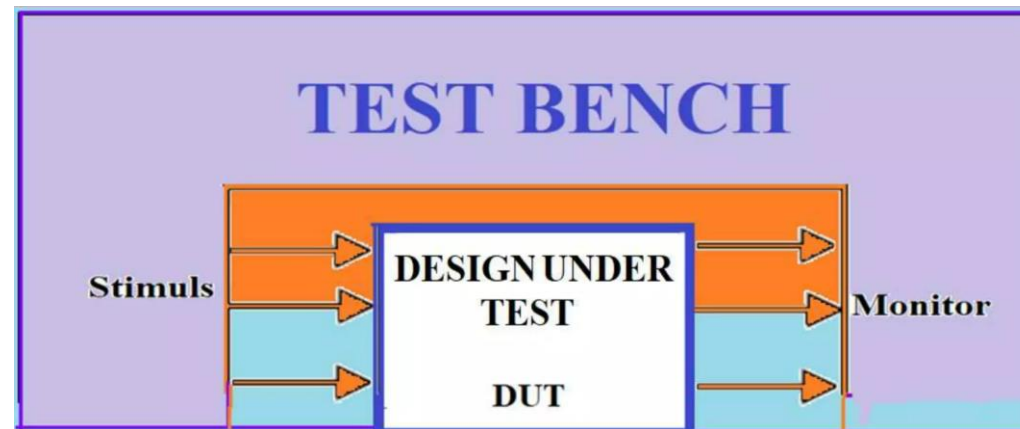 TEST BENCH
Stimuls
DESIGN UNDER
TEST
DUT
Monitor